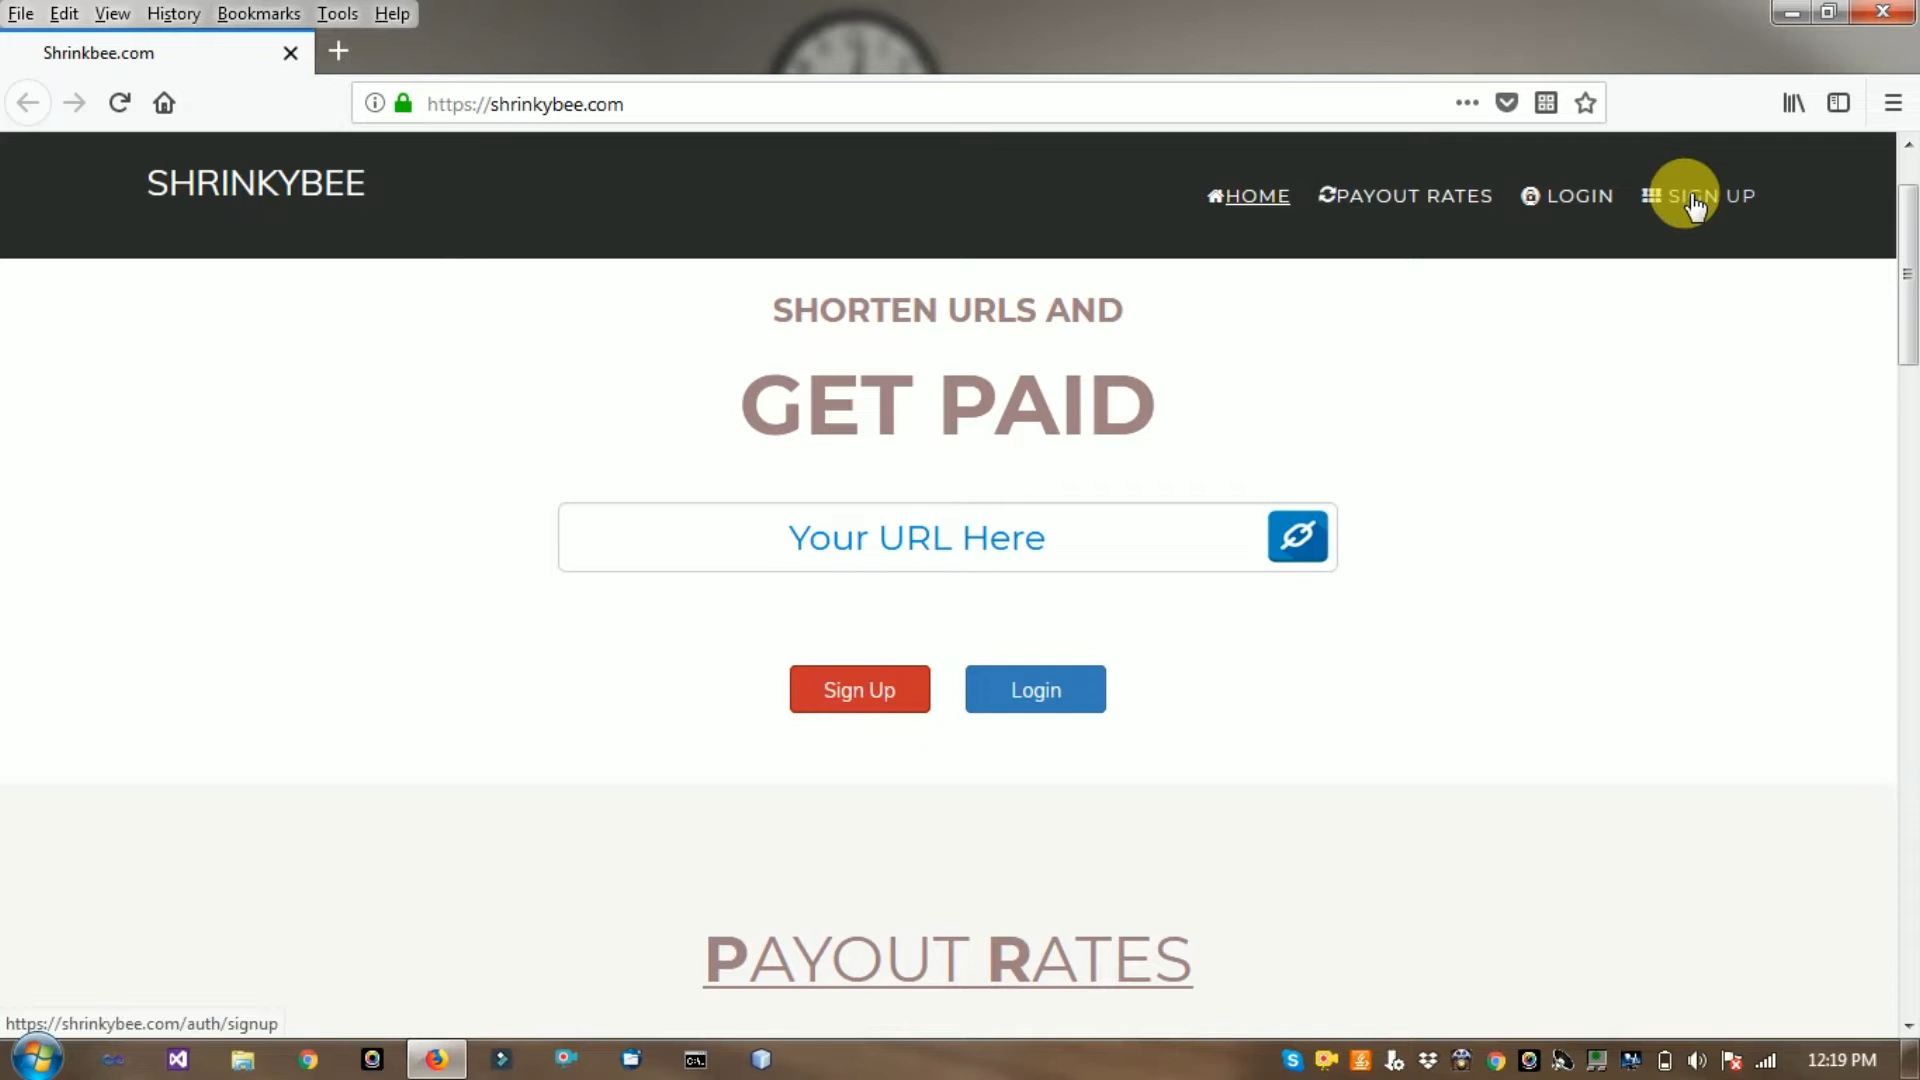 File Edit View History Bookmarks Tools Help
Shrinkbee.com
https://shrinkybee.com
SHRINKYBEE
HOME PAYOUT RATES LOGIN SIGN UP
SHORTEN URLS AND
GET PAID
Your URL Here
Sign Up Login
PAYOUT RATES
https://shrinkybee.com/auth/signup
12:19 PM